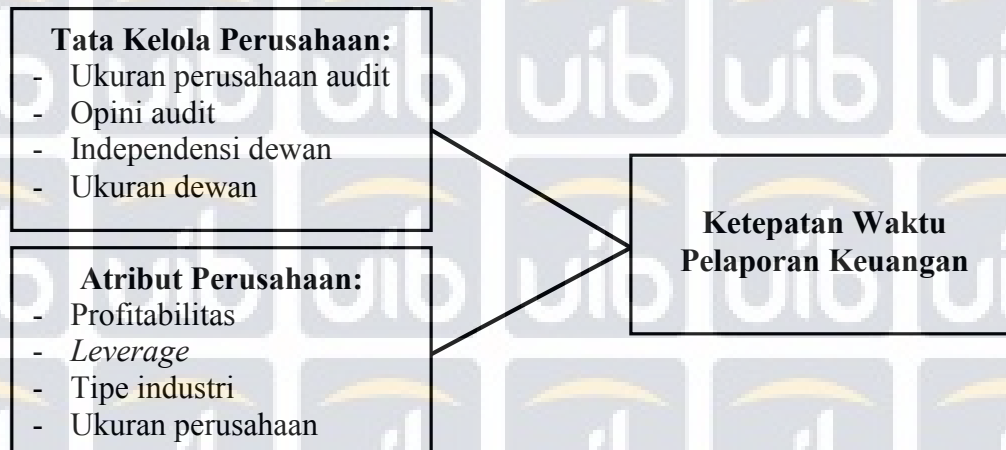 Tata Kelola Perusahaan:
- Ukuran perusahaan audit
- Opini audit
- Independensi dewan
- Ukuran dewan
Atribut Perusahaan:
- Profitabilitas
- Leverage
- Tipe industri
- Ukuran perusahaan
Ketepatan Waktu
Pelaporan Keuangan
uib